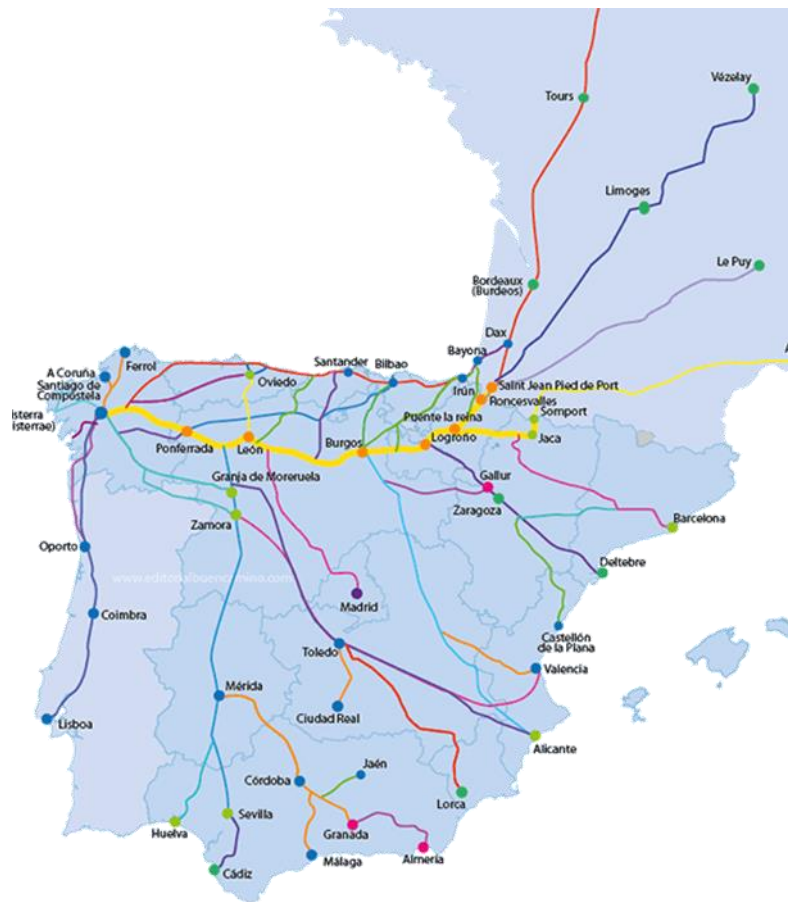 Vézelay
Tours
Limoges
Le Puy
Bordeaux
(Burdeos)
Dax
Bayona
Santander
Bilbao
Ferrol
A Coruña
Santiago de
Compostela
Oviedo
Irún
Saint Jean Pied de Port
Roncesvalles
A
isterra
isterrae)
Puente la reina
Somport
Ponferrada
León
Burgos
Logroño
Jaca
Granja de Moreruela
Gallur
Zaragoza
Zamora
Barcelona
Oporto
Deltebre
www.editorialbuencamino.com
Madrid
Coimbra
Castellón
de la Plana
Toledo
Valencia
Mérida
Ciudad Real
Lisboa
Alicante
Jaén
Córdoba
Lorca
Sevilla
Huelva
Granada
Almería
Málaga
Cádiz